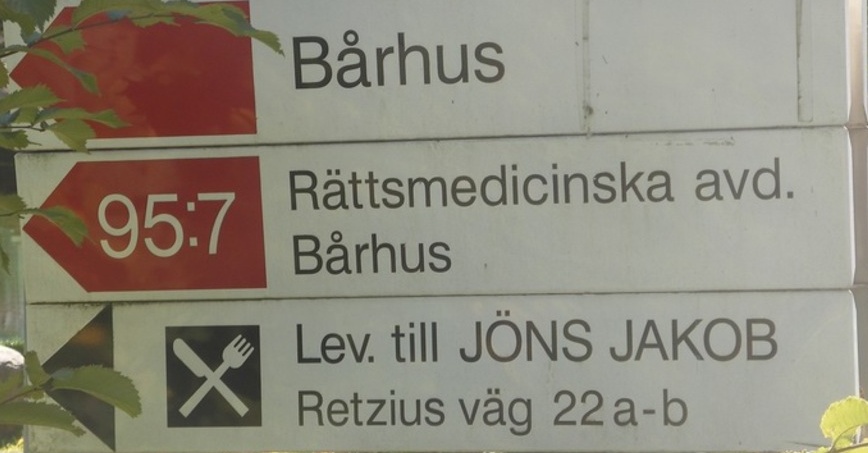 Bårhus
95:7 Rättsmedicinska avd.
Bårhus
Lev. till JÖNS JAKOB
Retzius väg 22 a-b